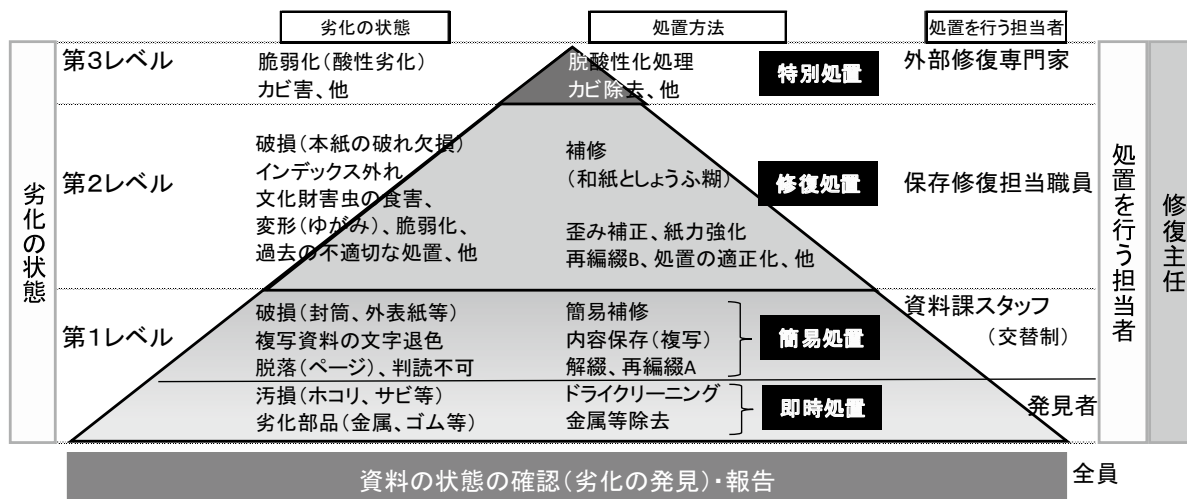 劣化の状態
処置方法
処置を行う担当者
第3レベル
脆弱化(酸性劣化)
カビ害、他
脱酸性化処理
カビ除去、他
特別処置
外部修復専門家
第2レベル
破損(本紙の破れ欠損)
インデックス外れ
文化財害虫の食害、
変形(ゆがみ)、脆弱化、
過去の不適切な処置、他
補修
(和紙としょうふ糊)
歪み補正、紙力強化
再編綴B、処置の適正化、他
修復処置
保存修復担当職員
第1レベル
破損(封筒、外表紙等)
複写資料の文字退色
脱落(ページ)、判読不可
簡易補修
内容保存(複写)
解綴、再編綴A
簡易処置
資料課スタッフ
(交替制)
汚損(ホコリ、サビ等)
劣化部品(金属、ゴム等)
ドライクリーニング
金属等除去
即時処置
発見者
資料の状態の確認(劣化の発見)・報告
全員
劣化の状態
処置を行う担当者
修復主任